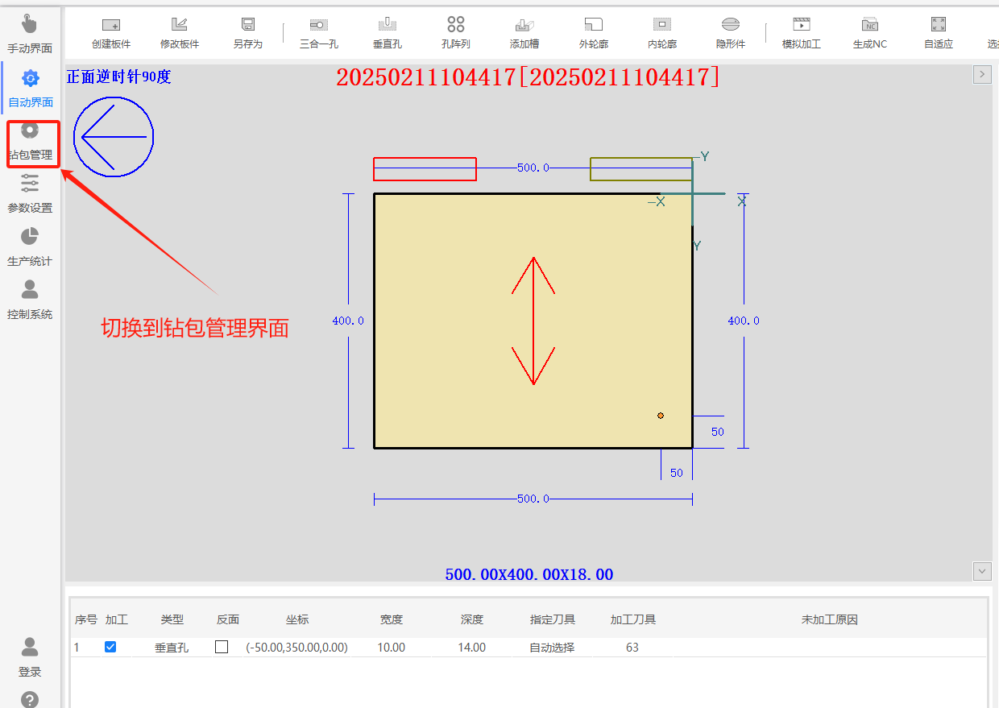 手动界面
自动界面
钻包管理
参数设置
生产统计
控制系统
登录
创建板件 修改板件 另存为 三合一孔 垂直孔 孔阵列 添加槽 外轮廓 内轮廓 隐形件 模拟加工 生成NC 自适应
NC
正面逆时针90度
20250211104417[20250211104417]
500.0
Y
-X
X
Y
400.0
400.0
50
50
500.0
切换到钻包管理界面
500.00X400.00X18.00
序号 加工 类型 反面 坐标 宽度 深度 指定刀具 加工刀具 未加工原因
1 垂直孔 (-50.00,350.00,0.00) 10.00 14.00 自动选择 63